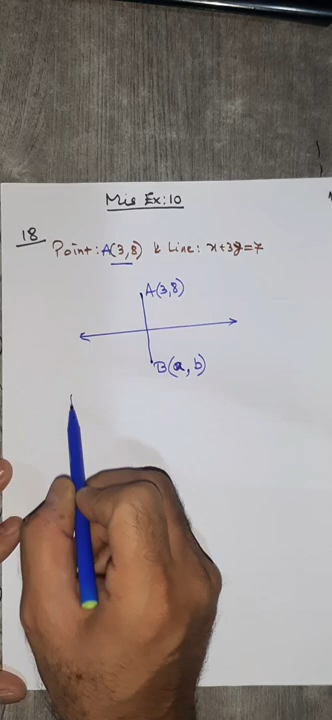 Mis Ex:10
18
Point: A(3,8) & Line: x+3y=7
A(3,8)
B(a, b)